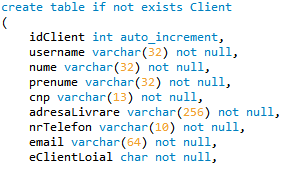 create table if not exists Client
(
    idClient int auto_increment,
    username varchar(32) not null,
    nume varchar(32) not null,
    prenume varchar(32) not null,
    cnp varchar(13) not null,
    adresaLivrare varchar(256) not null,
    nrTelefon varchar(10) not null,
    email varchar(64) not null,
    eClientLoial char not null,